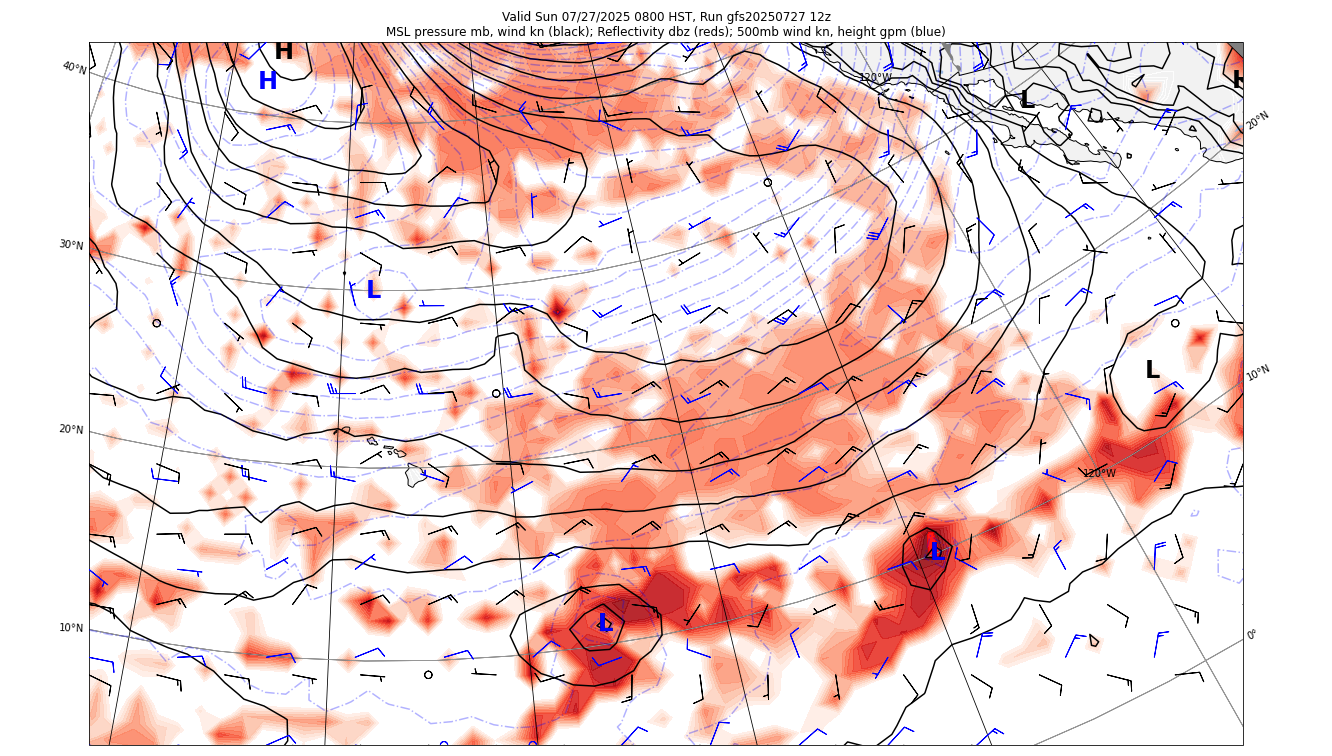 Valid Sun 07/27/2025 0800 HST, Run gfs20250727 12z
MSL pressure mb, wind kn (black); Reflectivity dbz (reds); 500mb wind kn, height gpm (blue)
H
H
40°N
120°W
L
H
20°N
30°N
L
L
10°N
20°N
120°W
L
L
10°N
0°